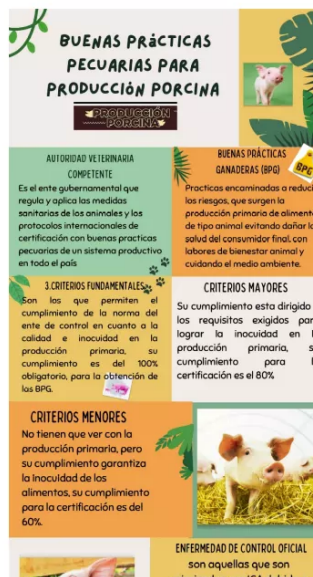 BUENAS PRáCTICAS
PECUARIAS PARA
PRODUCCIÓN PORCINA
PRODUCCIÓN
PORCINA
AUTORIDAD VETERINARIA
COMPETENTE
Es el ente gubernamental que
regula y aplica las medidas
sanitarias de los animales y los
protocolos internacionales de
certificación con buenas practicas
pecuarias de un sistema productivo
en todo el país
BUENAS PRÁCTICAS
GANADERAS (BPG)
BPG
Practicas encaminadas a reduci
los riesgos, que surgen la
producción primaria de aliment
de tipo animal evitando dañar l
salud del consumidor final, con
labores de bienestar animal y
cuidando el medio ambiente.
3.CRITERIOS FUNDAMENTALES
Son los que permiten el
cumplimiento de la norma del
ente de control en cuanto a la
calidad e inocuidad en la
producción primaria, su
cumplimiento es del 100%
obligatorio, para la obtención de
las BPG.
CRITERIOS MAYORES
Su cumplimiento esta dirigido
los requisitos exigidos par
lograr la inocuidad en l
producción primaria, s
cumplimiento para l
certificación es el 80%
CRITERIOS MENORES
No tienen que ver con la
producción primaria, pero
su cumplimiento garantiza
la inocuidad de los
alimentos, su cumplimiento
para la certificación es del
60%.
ENFERMEDAD DE CONTROL OFICIAL
son aquellas que son